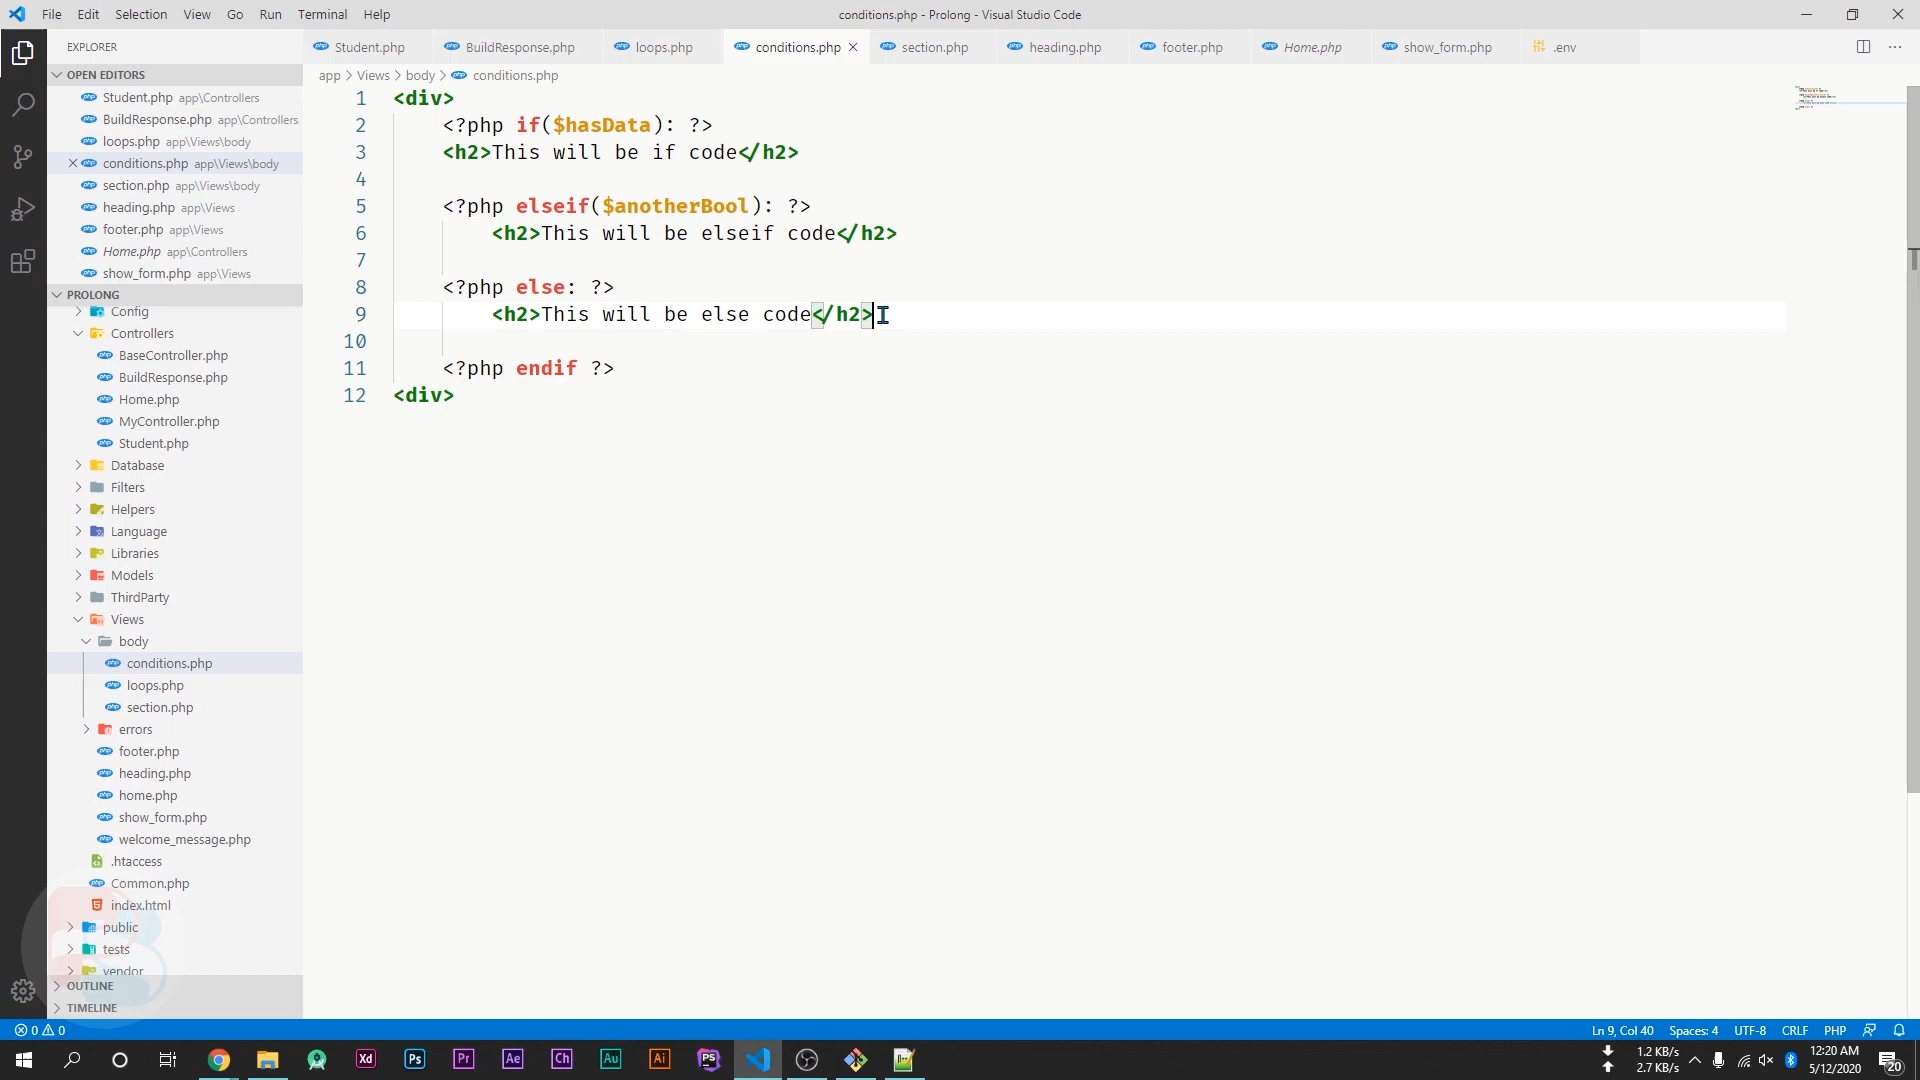 File Edit Selection View Go Run Terminal Help
conditions.php - Prolong - Visual Studio Code
EXPLORER
Student.php BuildResponse.php loops.php conditions.php section.php heading.php footer.php Home.php show_form.php .env
OPEN EDITORS
Student.php app\Controllers
BuildResponse.php app\Controllers
loops.php app\Views\body
conditions.php app\Views\body
section.php app\Views\body
heading.php app\Views
footer.php app\Views
Home.php app\Controllers
show_form.php app\Views
PROLONG
Config
Controllers
BaseController.php
BuildResponse.php
Home.php
MyController.php
Student.php
Database
Filters
Helpers
Language
Libraries
Models
ThirdParty
Views
body
conditions.php
loops.php
section.php
errors
footer.php
heading.php
home.php
show_form.php
welcome_message.php
.htaccess
Common.php
index.html
public
tests
vendor
OUTLINE
TIMELINE
app > Views > body > conditions.php
1 <div>
2 <?php if($hasData): ?>
3 <h2>This will be if code</h2>
4
5 <?php elseif($anotherBool): ?>
6 <h2>This will be elseif code</h2>
7
8 <?php else: ?>
9 <h2>This will be else code</h2>
10
11 <?php endif ?>
12 <div>
0 0
Ln 9, Col 40 Spaces: 4 UTF-8 CRLF PHP
Xd Ps Pr Ae Ch Au Ai PS
1.2 KB/s
2.7 KB/s
12:20 AM
5/12/2020
20